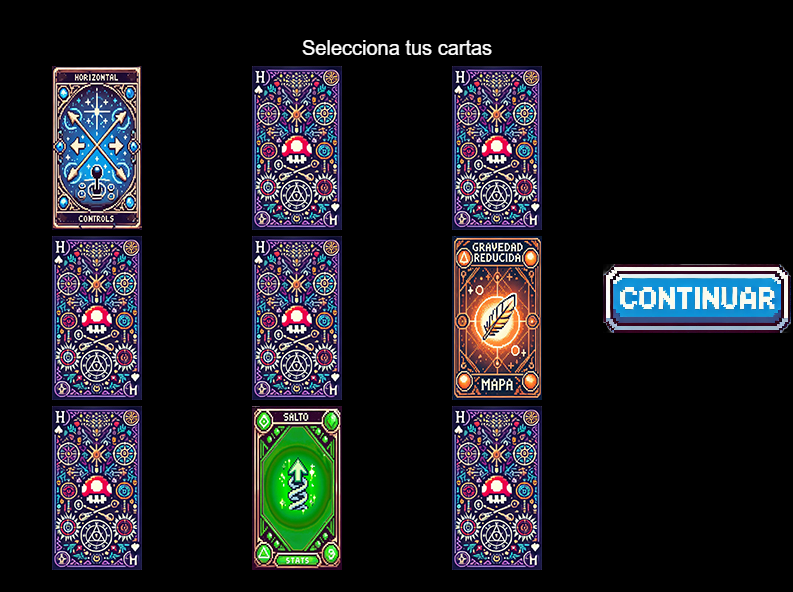 Selecciona tus cartas
HORIZONTAL
CONTROLS
H
H
H
H
H
H
H
H
GRAVEDAD
REDUCIDA
MAPA
CONTINUAR
H
H
SALTO
STATS
H
H